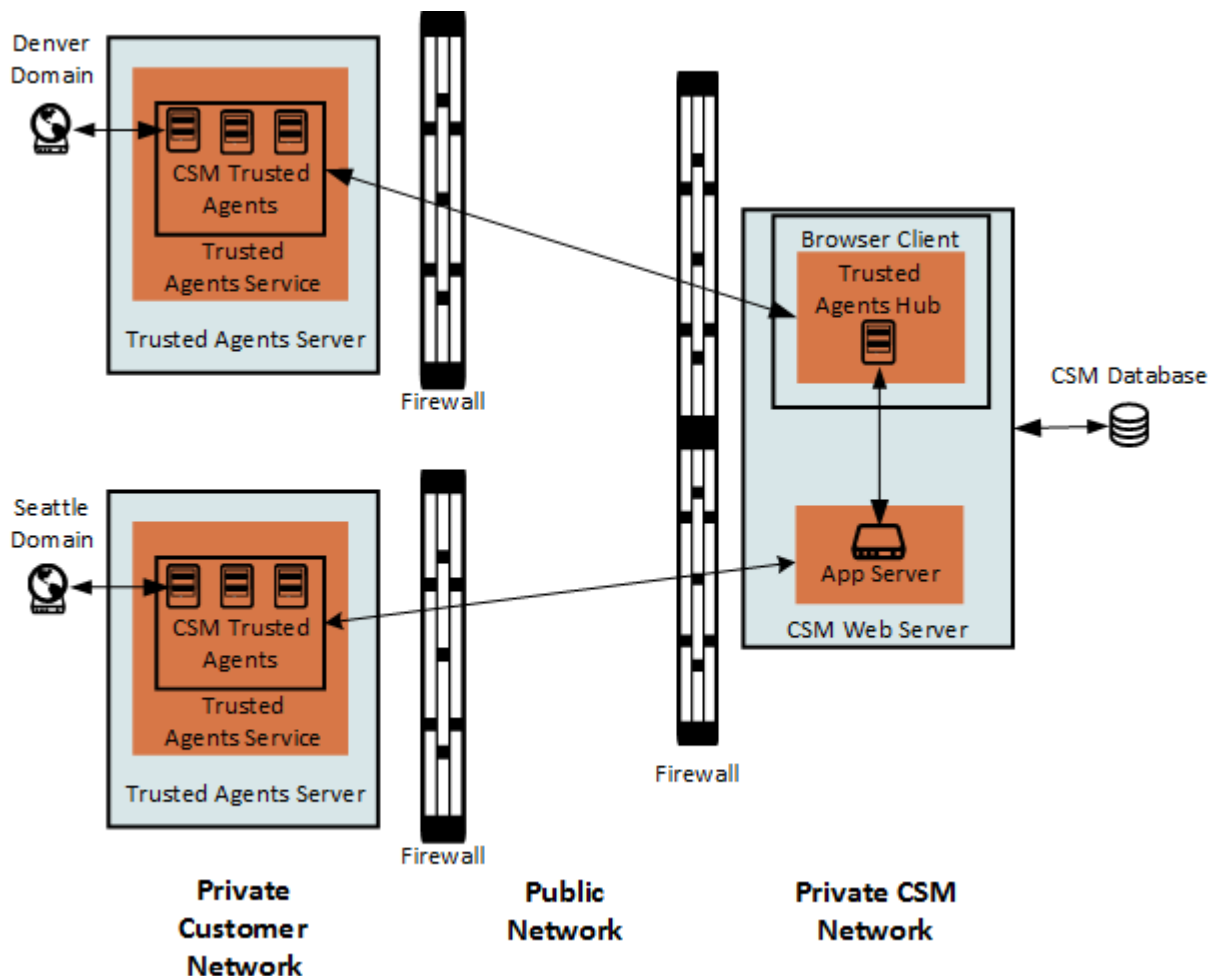 Denver
Domain
CSM Trusted
Agents
Trusted
Agents Service
Trusted Agents Server
Firewall
Seattle
Domain
CSM Trusted
Agents
Trusted
Agents Service
Trusted Agents Server
Firewall
Firewall
Browser Client
Trusted
Agents Hub
App Server
CSM Web Server
CSM Database
Private
Customer
Network
Public
Network
Private CSM
Network